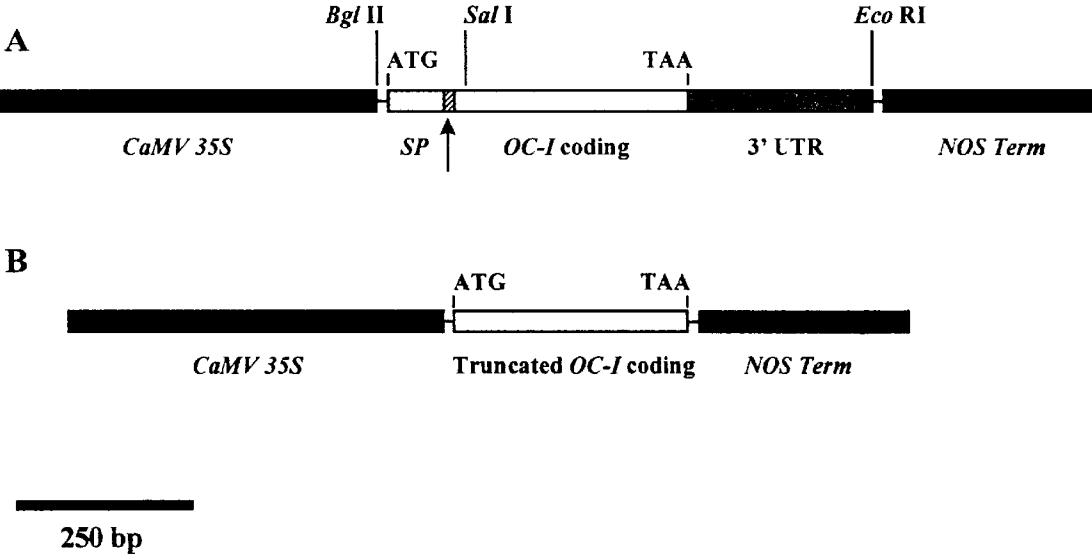 Bgl II Sal I Eco RI
A
ATG TAA
CaMV 35S SP OC-I coding 3' UTR NOS Term
B
ATG TAA
CaMV 35S Truncated OC-I coding NOS Term
250 bp